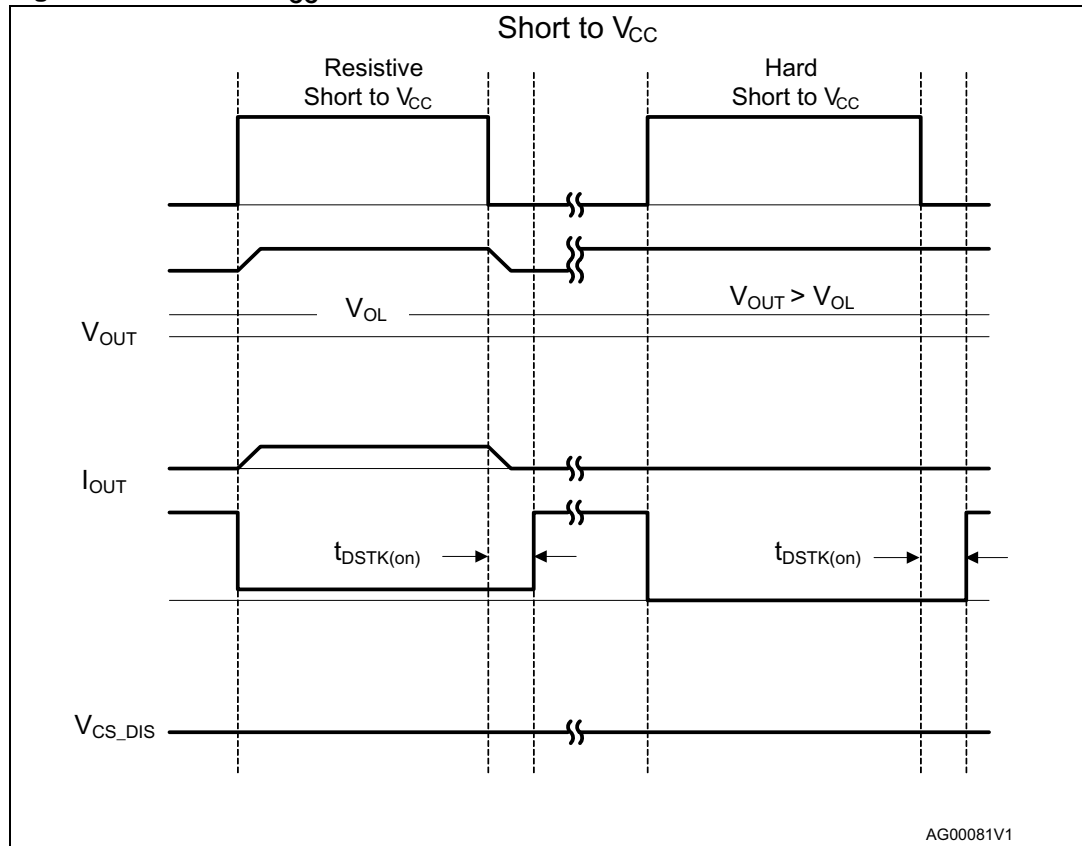 Short to VCC
Resistive
Short to VCC
Hard
Short to VCC
VOL
VOUT > VOL
VOUT
IOUT
tDSTK(on)
tDSTK(on)
VCS_DIS
AG00081V1